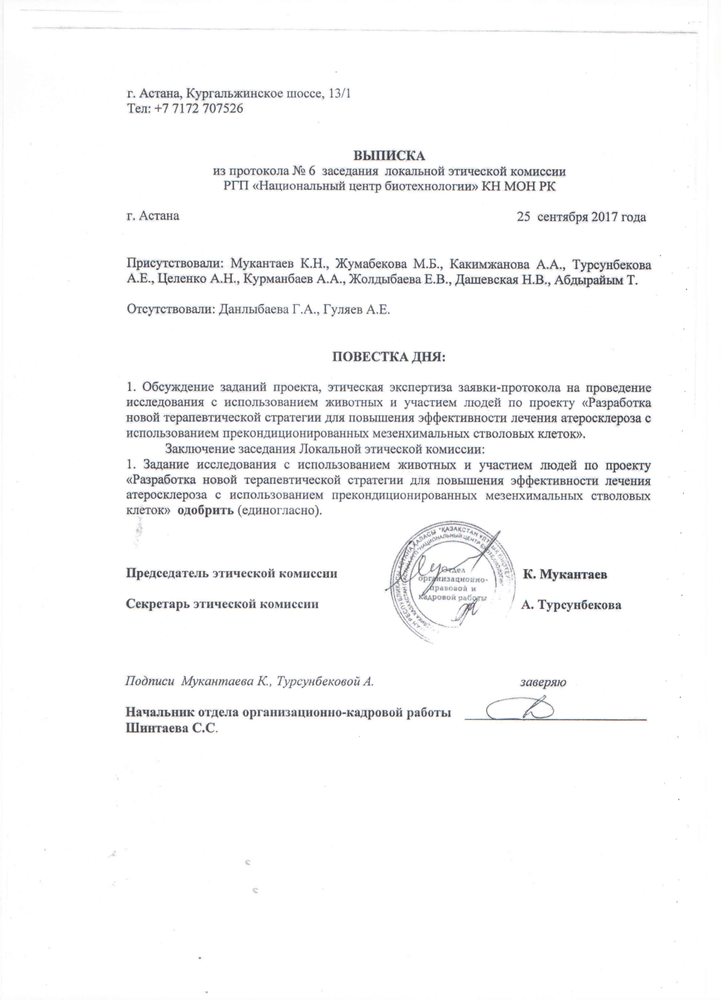 г. Астана, Кургальжинское шоссе, 13/1
Тел: +7 7172 707526
ВЫПИСКА
из протокола № 6 заседания локальной этической комиссии
РГП «Национальный центр биотехнологии» КН МОН РК
г. Астана 25 сентября 2017 года
Присутствовали: Мукантаев К.Н., Жумабекова М.Б., Какимжанова А.А., Турсунбекова
А.Е., Целенко А.Н., Курманбаев А.А., Жолдыбаева Е.В., Дашевская Н.В., Абдырайым Т.
Отсутствовали: Данлыбаева Г.А., Гуляев А.Е.
ПОВЕСТКА ДНЯ:
1. Обсуждение заданий проекта, этическая экспертиза заявки-протокола на проведение
исследования с использованием животных и участием людей по проекту «Разработка
новой терапевтической стратегии для повышения эффективности лечения атеросклероза с
использованием прекондиционированных мезенхимальных стволовых клеток».
Заключение заседания Локальной этической комиссии:
1. Задание исследования с использованием животных и участием людей по проекту
«Разработка новой терапевтической стратегии для повышения эффективности лечения
атеросклероза с использованием прекондиционированных мезенхимальных стволовых
клеток» одобрить (единогласно).
Председатель этической комиссии К. Мукантаев
Секретарь этической комиссии А. Турсунбекова
Отдел
организационно-
правовой и
кадровой работы
"НАЦИОНАЛЬНЫЙ ЦЕНТР БИОТЕХНОЛОГИИ"
Подписи Мукантаева К., Турсунбековой А. заверяю
Начальник отдела организационно-кадровой работы
Шинтаева С.С.